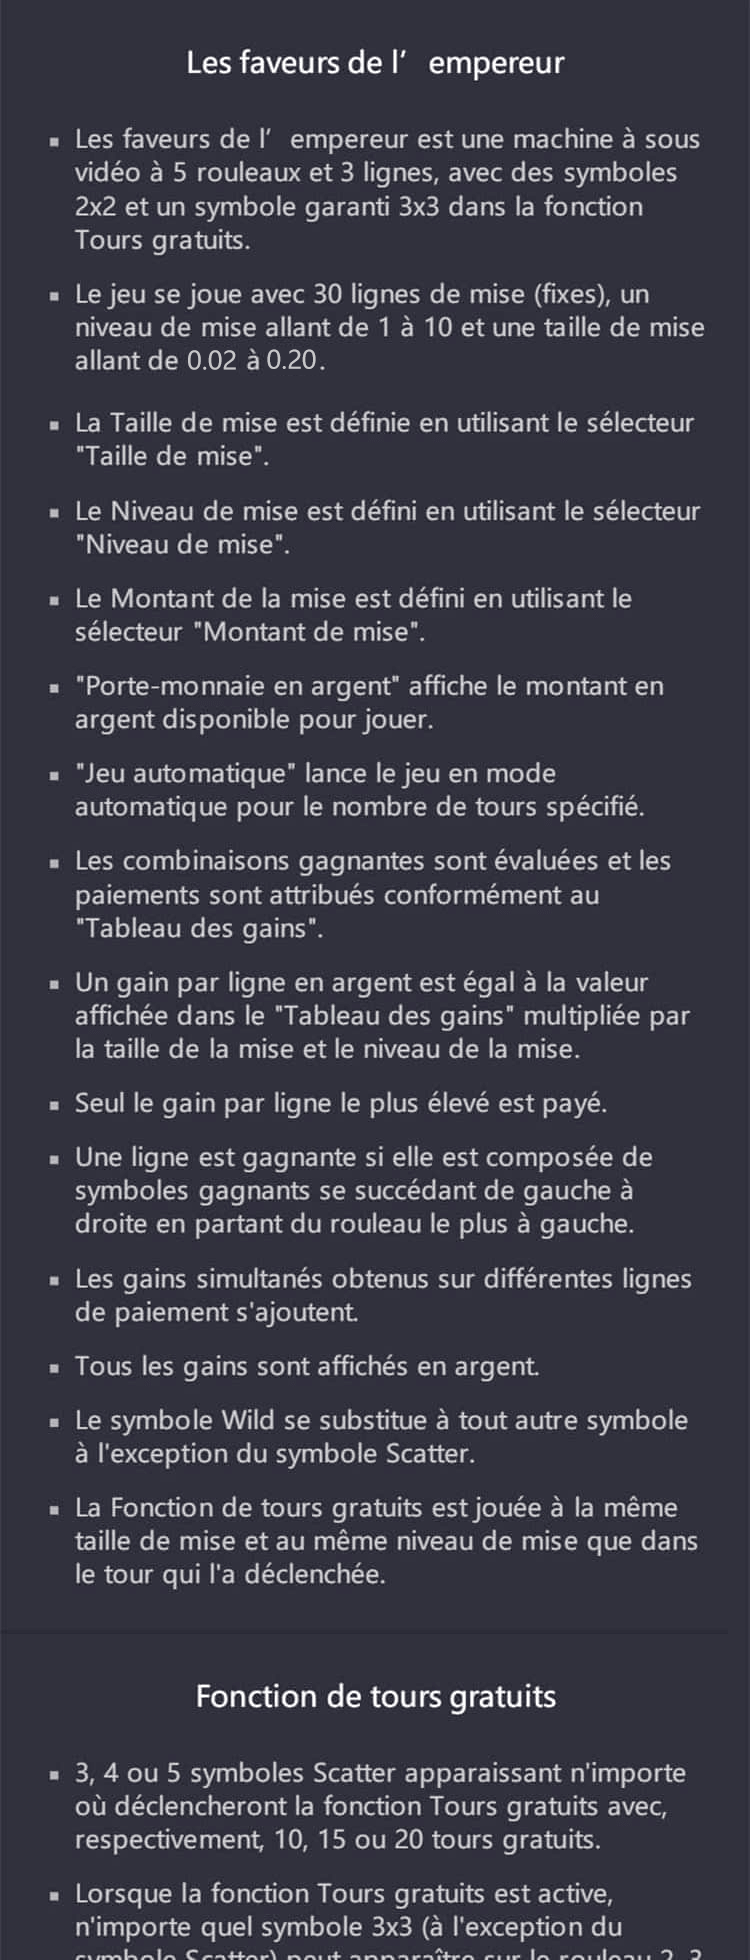 Les faveurs de l’ empereur
▪ Les faveurs de l’ empereur est une machine à sous
vidéo à 5 rouleaux et 3 lignes, avec des symboles
2x2 et un symbole garanti 3x3 dans la fonction
Tours gratuits.
▪ Le jeu se joue avec 30 lignes de mise (fixes), un
niveau de mise allant de 1 à 10 et une taille de mise
allant de 0.02 à 0.20.
▪ La Taille de mise est définie en utilisant le sélecteur
"Taille de mise".
▪ Le Niveau de mise est défini en utilisant le sélecteur
"Niveau de mise".
▪ Le Montant de la mise est défini en utilisant le
sélecteur "Montant de mise".
▪ "Porte-monnaie en argent" affiche le montant en
argent disponible pour jouer.
▪ "Jeu automatique" lance le jeu en mode
automatique pour le nombre de tours spécifié.
▪ Les combinaisons gagnantes sont évaluées et les
paiements sont attribués conformément au
"Tableau des gains".
▪ Un gain par ligne en argent est égal à la valeur
affichée dans le "Tableau des gains" multipliée par
la taille de la mise et le niveau de la mise.
▪ Seul le gain par ligne le plus élevé est payé.
▪ Une ligne est gagnante si elle est composée de
symboles gagnants se succédant de gauche à
droite en partant du rouleau le plus à gauche.
▪ Les gains simultanés obtenus sur différentes lignes
de paiement s'ajoutent.
▪ Tous les gains sont affichés en argent.
▪ Le symbole Wild se substitue à tout autre symbole
à l'exception du symbole Scatter.
▪ La Fonction de tours gratuits est jouée à la même
taille de mise et au même niveau de mise que dans
le tour qui l'a déclenchée.
Fonction de tours gratuits
▪ 3, 4 ou 5 symboles Scatter apparaissant n'importe
où déclencheront la fonction Tours gratuits avec,
respectivement, 10, 15 ou 20 tours gratuits.
▪ Lorsque la fonction Tours gratuits est active,
n'importe quel symbole 3x3 (à l'exception du
symbole Scatter) peut apparaître sur le rouleau 2, 3